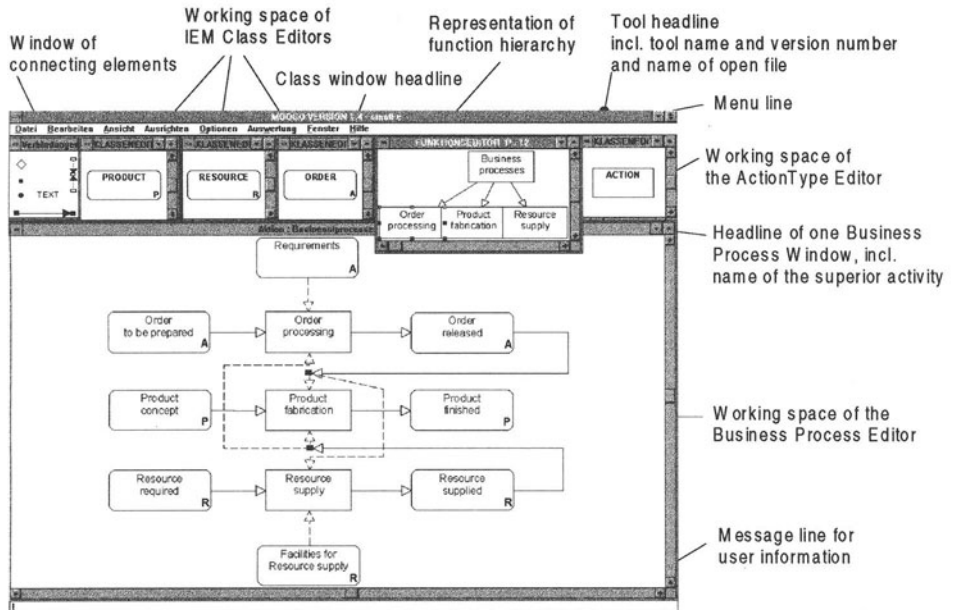 Window of
connecting elements
Working space of
IEM Class Editors
Class window headline
Representation of
function hierarchy
Tool headline
incl. tool name and version number
and name of open file
Menu line
MOOGO VERSION 1.4 -
Datei Bearbeiten Ansicht Ausrichten Optionen Auswertung Fenster Hilfe
Verbindungen
KLASSENEDI
KLASSENEDI
KLASSENEDI
FUNKTIONSEDITOR
KLASSENEDI
TEXT
PRODUCT
P
RESOURCE
R
ORDER
A
Business
processes
Order
processing
Product
fabrication
Resource
supply
ACTION
Working space of
the ActionType Editor
Aktion :
Headline of one Business
Process Window, incl.
name of the superior activity
Requirements
A
Order
to be prepared
A
Order
processing
Order
released
A
Product
concept
P
Product
fabrication
Product
finished
P
Working space of the
Business Process Editor
Resource
required
R
Resource
supply
Resource
supplied
R
Facilities for
Resource supply
R
Message line for
user information